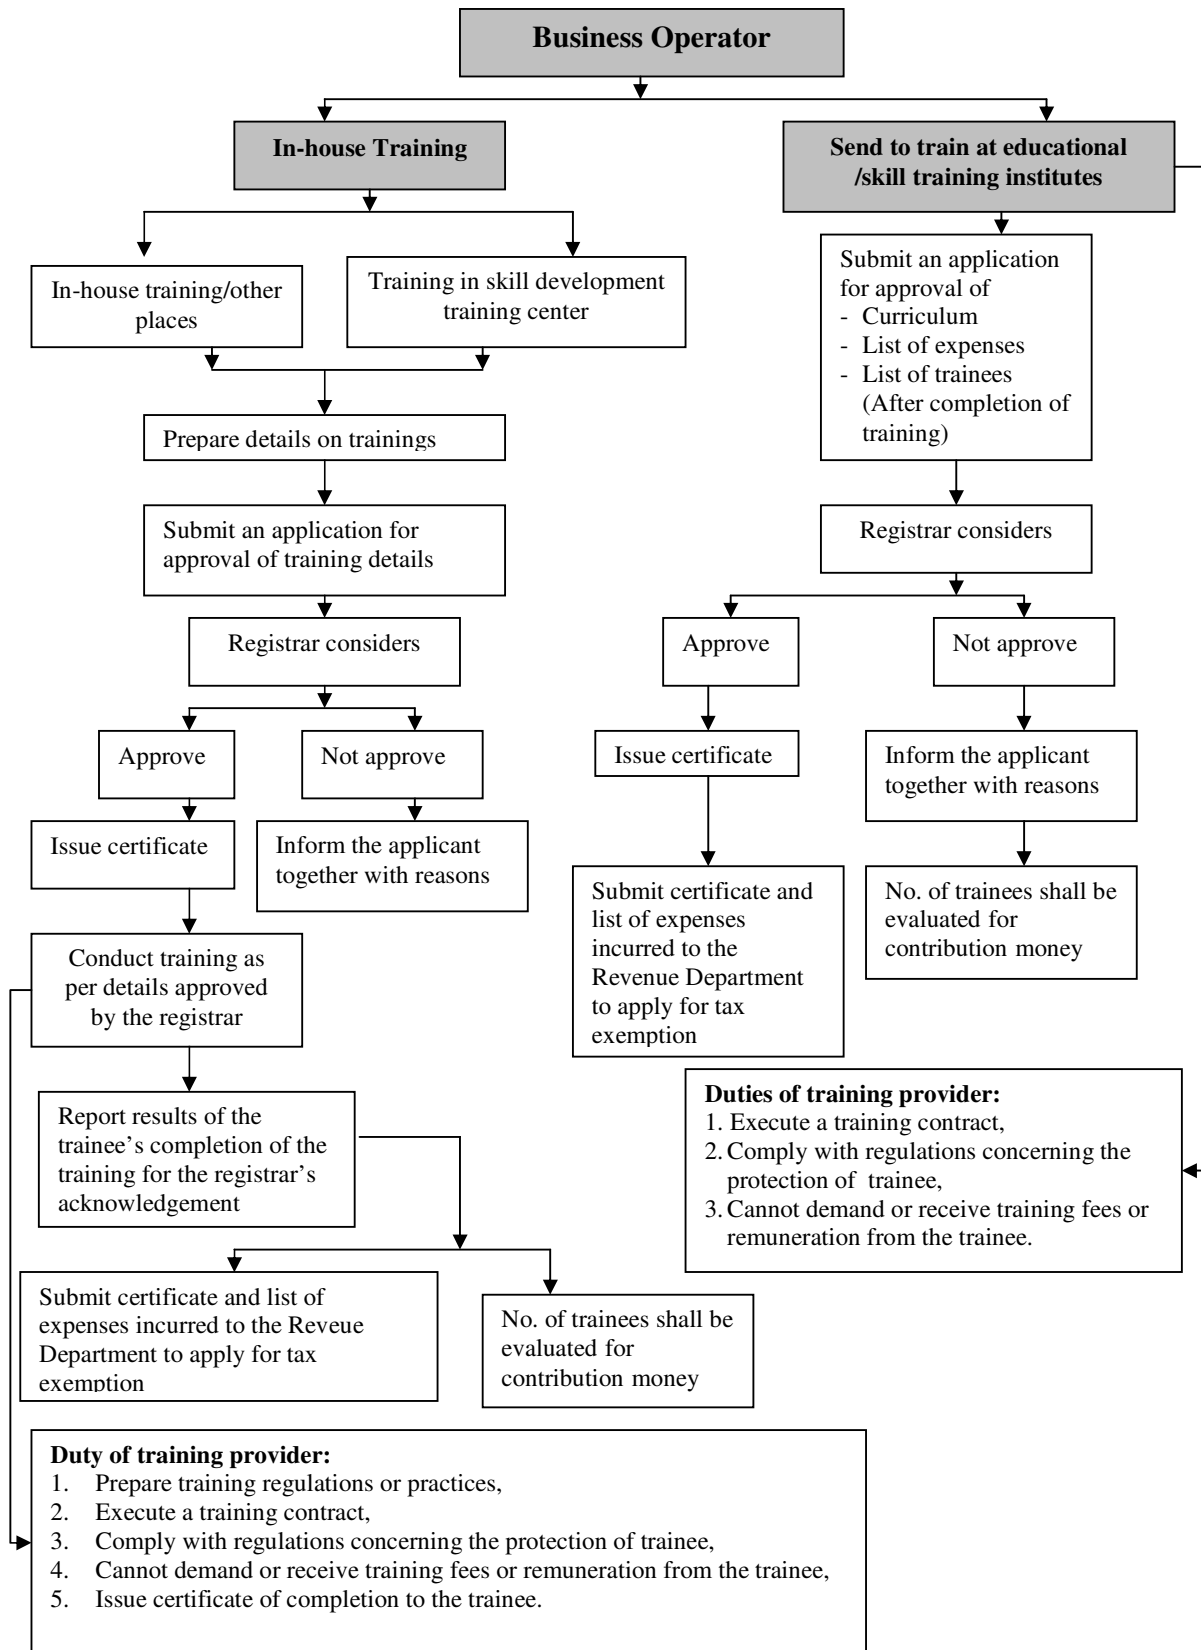 Business Operator
In-house Training
Send to train at educational
/skill training institutes
In-house training/other
places
Training in skill development
training center
Submit an application
for approval of
- Curriculum
- List of expenses
- List of trainees
(After completion of
training)
Prepare details on trainings
Submit an application for
approval of training details
Registrar considers
Registrar considers
Approve
Not approve
Approve
Not approve
Issue certificate
Inform the applicant
together with reasons
Issue certificate
Inform the applicant
together with reasons
Submit certificate and
list of expenses
incurred to the
Revenue Department
to apply for tax
exemption
No. of trainees shall be
evaluated for
contribution money
Conduct training as
per details approved
by the registrar
Report results of the
trainee’s completion of the
training for the registrar’s
acknowledgement
Duties of training provider:
1. Execute a training contract,
2. Comply with regulations concerning the
protection of trainee,
3. Cannot demand or receive training fees or
remuneration from the trainee.
Submit certificate and list of
expenses incurred to the Reveue
Department to apply for tax
exemption
No. of trainees shall be
evaluated for
contribution money
Duty of training provider:
1. Prepare training regulations or practices,
2. Execute a training contract,
3. Comply with regulations concerning the protection of trainee,
4. Cannot demand or receive training fees or remuneration from the trainee,
5. Issue certificate of completion to the trainee.